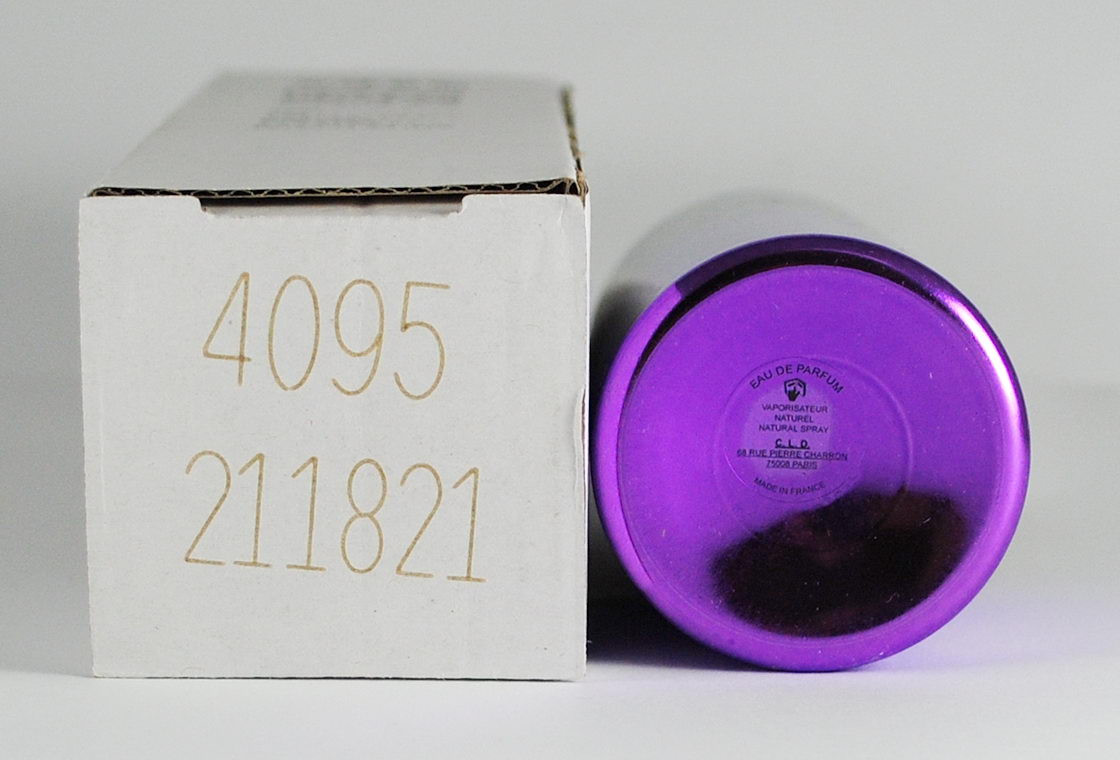 4095
211821
EAU DE PARFUM
VAPORISATEUR
NATUREL
NATURAL SPRAY
C.L.D.
68 RUE PIERRE CHARRON
75008 PARIS
MADE IN FRANCE